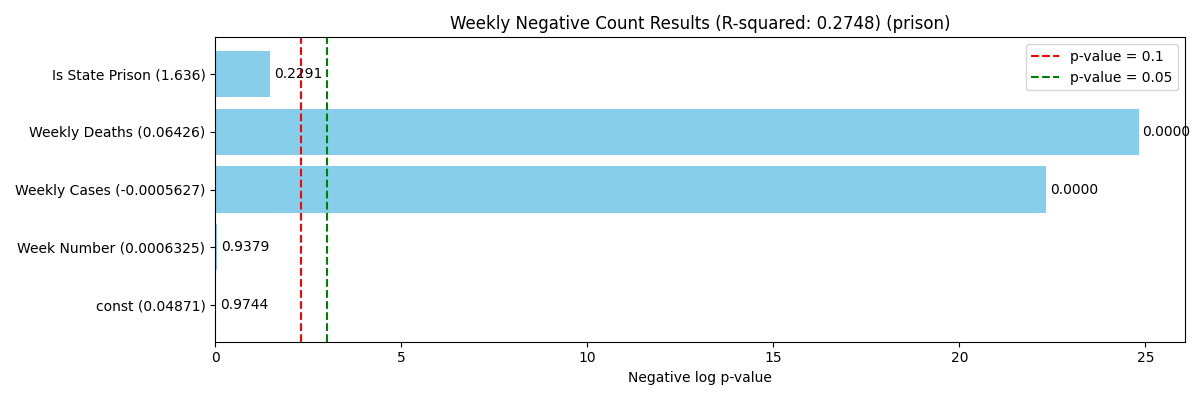 Weekly Negative Count Results (R-squared: 0.2748) (prison)
p-value = 0.1
p-value = 0.05
Is State Prison (1.636)
0.2291
Weekly Deaths (0.06426)
0.0000
Weekly Cases (-0.0005627)
0.0000
Week Number (0.0006325)
0.9379
const (0.04871)
0.9744
0 5 10 15 20 25
Negative log p-value